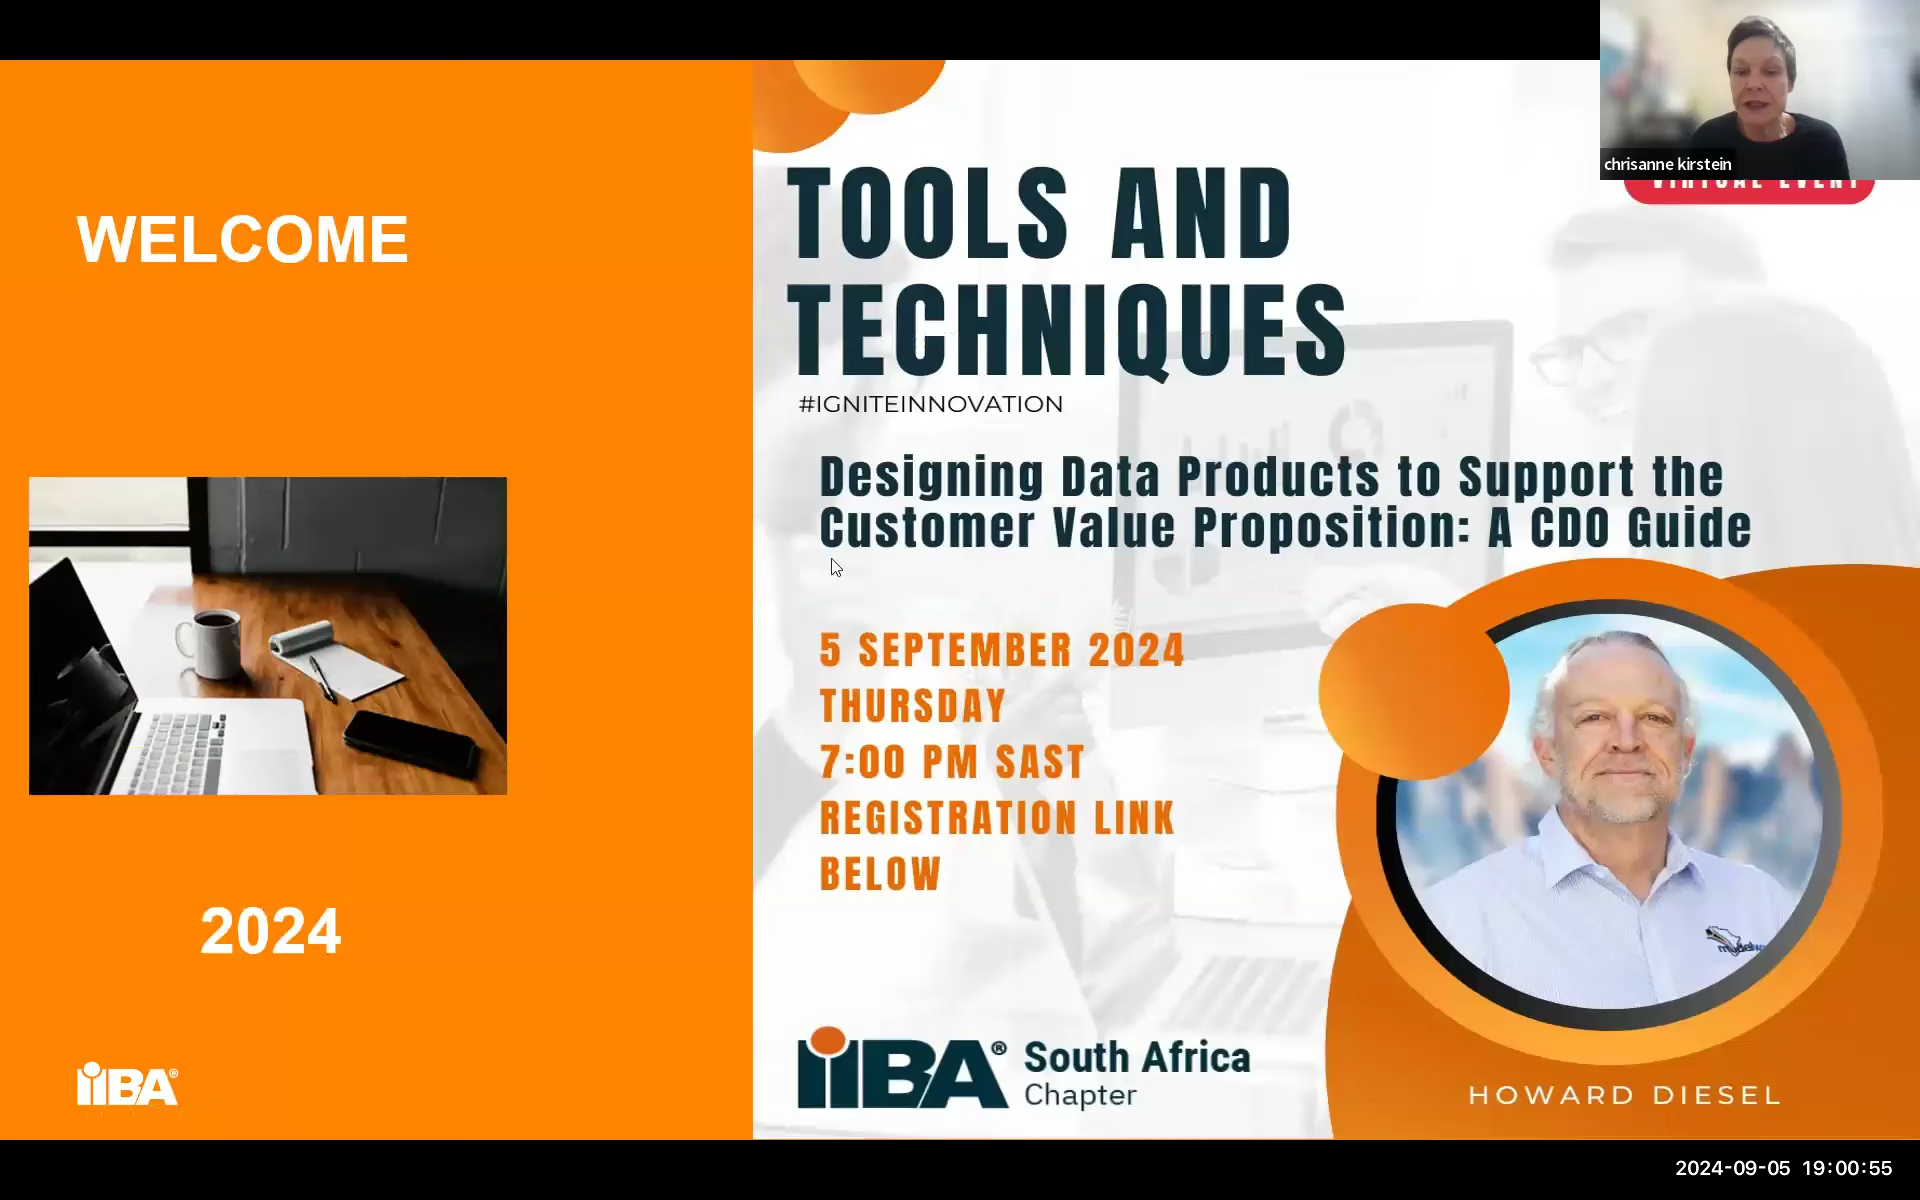 WELCOME
2024
iiBA®
TOOLS AND
TECHNIQUES
#IGNITEINNOVATION
Designing Data Products to Support the
Customer Value Proposition: A CDO Guide
5 SEPTEMBER 2024
THURSDAY
7:00 PM SAST
REGISTRATION LINK
BELOW
iiBA® South Africa
Chapter
chrisanne kirstein
VIRTUAL EVENT
HOWARD DIESEL
2024-09-05 19:00:55